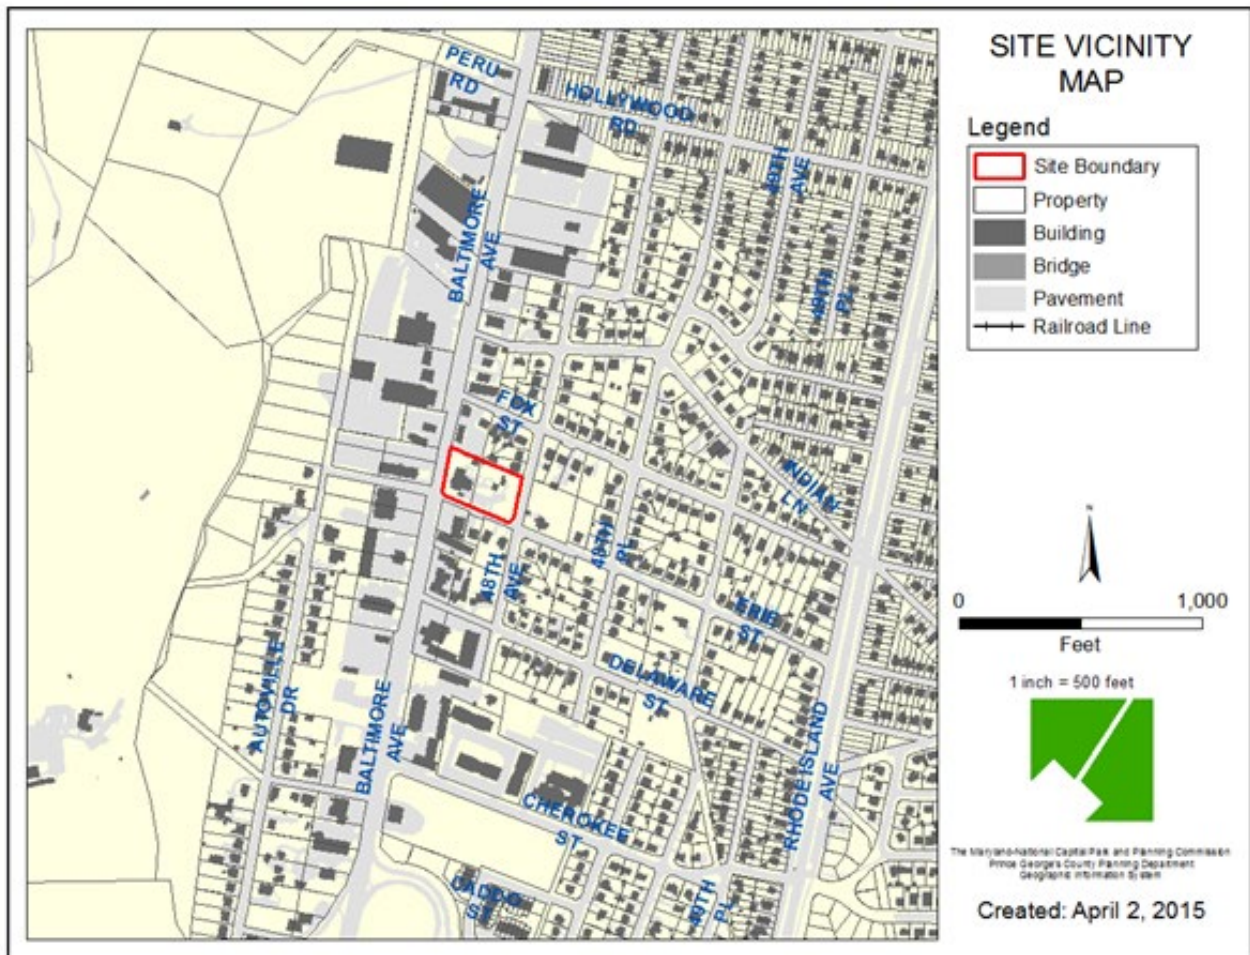 SITE VICINITY
MAP
Legend
Site Boundary
Property
Building
Bridge
Pavement
Railroad Line
N
0
1,000
Feet
1 inch = 500 feet
The Maryland-National Capital Park and Planning Commission
Prince George's County Planning Department
Geographic Information System
Created: April 2, 2015
PERU
RD
HOLLYWOOD
RD
49TH
AVE
BALTIMORE
AVE
49TH
PL
FOX
ST
INDIAN
LN
48TH
AVE
48TH
PL
ERIE
ST
DELAWARE
ST
AUTOVILLE
DR
BALTIMORE
AVE
RHODE ISLAND
AVE
CHEROKEE
ST
CADDO
ST
49TH
PL